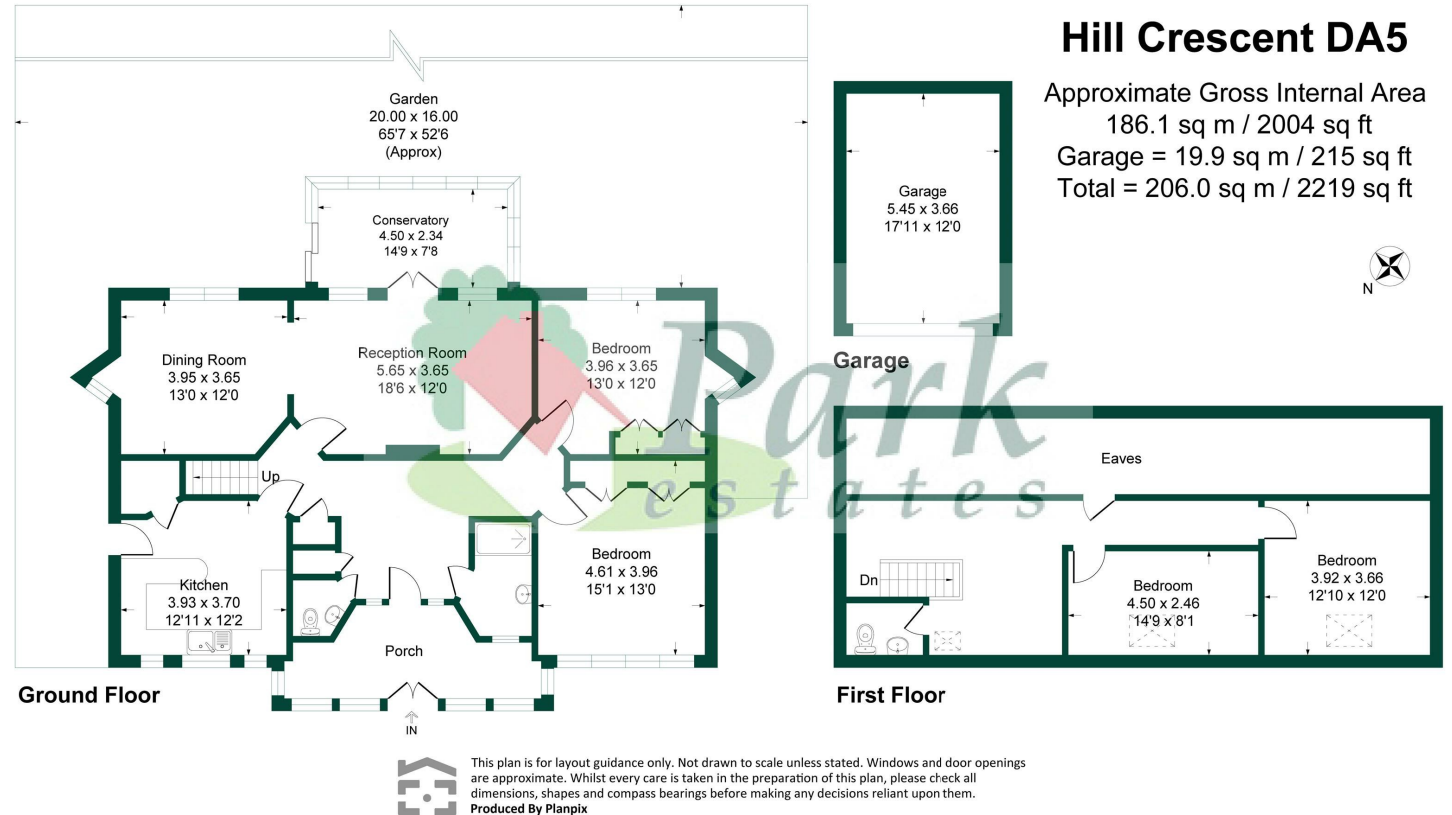 Hill Crescent DA5
Approximate Gross Internal Area
186.1 sq m / 2004 sq ft
Garage = 19.9 sq m / 215 sq ft
Total = 206.0 sq m / 2219 sq ft
N
Garden
20.00 x 16.00
65'7 x 52'6
(Approx)
Conservatory
4.50 x 2.34
14'9 x 7'8
Dining Room
3.95 x 3.65
13'0 x 12'0
Reception Room
5.65 x 3.65
18'6 x 12'0
Bedroom
3.96 x 3.65
13'0 x 12'0
Up
Kitchen
3.93 x 3.70
12'11 x 12'2
Bedroom
4.61 x 3.96
15'1 x 13'0
Porch
IN
Ground Floor
Garage
5.45 x 3.66
17'11 x 12'0
Garage
Park
estates
Eaves
Dn
Bedroom
4.50 x 2.46
14'9 x 8'1
Bedroom
3.92 x 3.66
12'10 x 12'0
First Floor
This plan is for layout guidance only. Not drawn to scale unless stated. Windows and door openings
are approximate. Whilst every care is taken in the preparation of this plan, please check all
dimensions, shapes and compass bearings before making any decisions reliant upon them.
Produced By Planpix